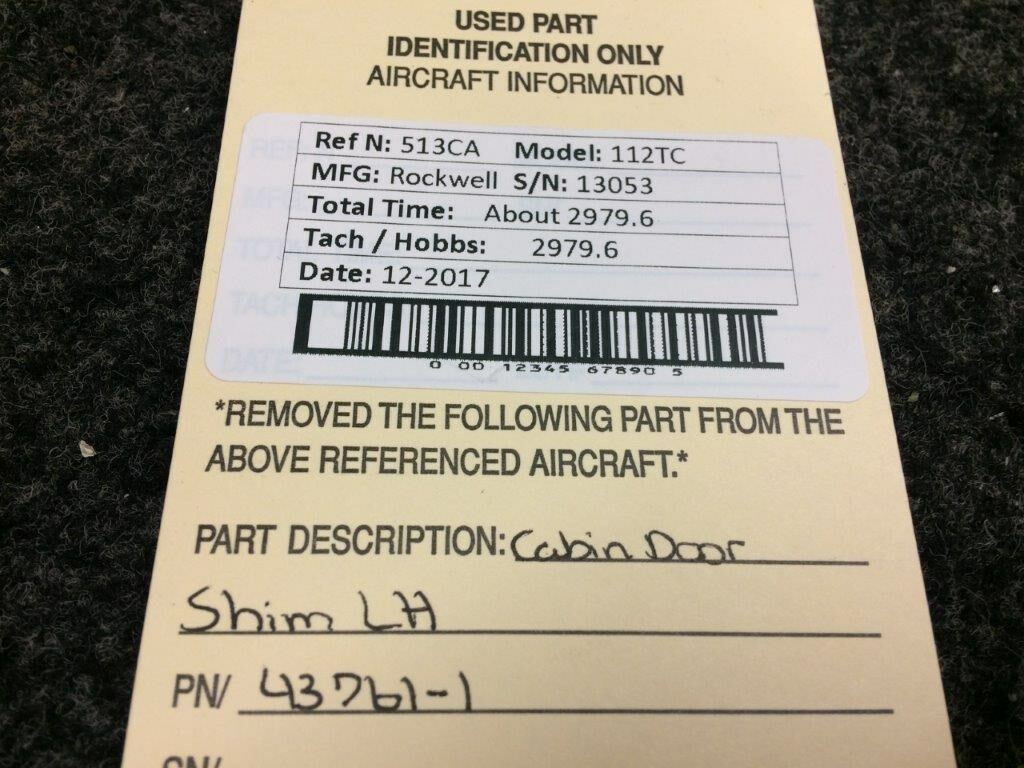 USED PART
IDENTIFICATION ONLY
AIRCRAFT INFORMATION
Ref N: 513CA Model: 112TC
MFG: Rockwell S/N: 13053
Total Time: About 2979.6
Tach / Hobbs: 2979.6
Date: 12-2017
0 00 12345 67890 5
*REMOVED THE FOLLOWING PART FROM THE
ABOVE REFERENCED AIRCRAFT.*
PART DESCRIPTION: Cabin Door
Shim LH
PN/ 43761-1
SN/